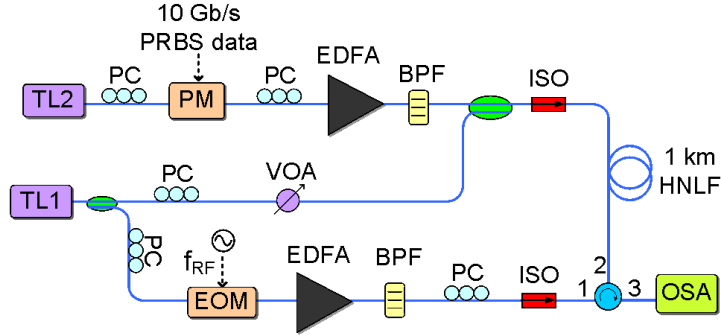 10 Gb/s
PRBS data
EDFA
PC
PC
BPF
ISO
TL2
PM
1 km
HNLF
PC
VOA
TL1
PC
f_RF
EDFA
BPF
PC
ISO
2
1
3
OSA
EOM